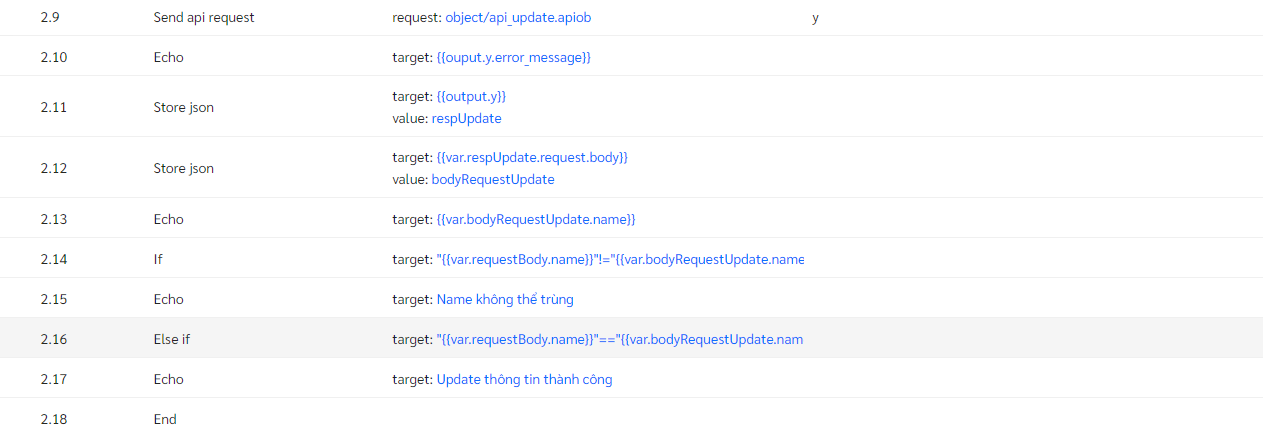 2.9 Send api request request: object/api_update.apiob y
2.10 Echo target: {{ouput.y.error_message}}
2.11 Store json target: {{output.y}}
value: respUpdate
2.12 Store json target: {{var.respUpdate.request.body}}
value: bodyRequestUpdate
2.13 Echo target: {{var.bodyRequestUpdate.name}}
2.14 If target: "{{var.requestBody.name}}"!="{{var.bodyRequestUpdate.name
2.15 Echo target: Name không thể trùng
2.16 Else if target: "{{var.requestBody.name}}"=="{{var.bodyRequestUpdate.nam
2.17 Echo target: Update thông tin thành công
2.18 End